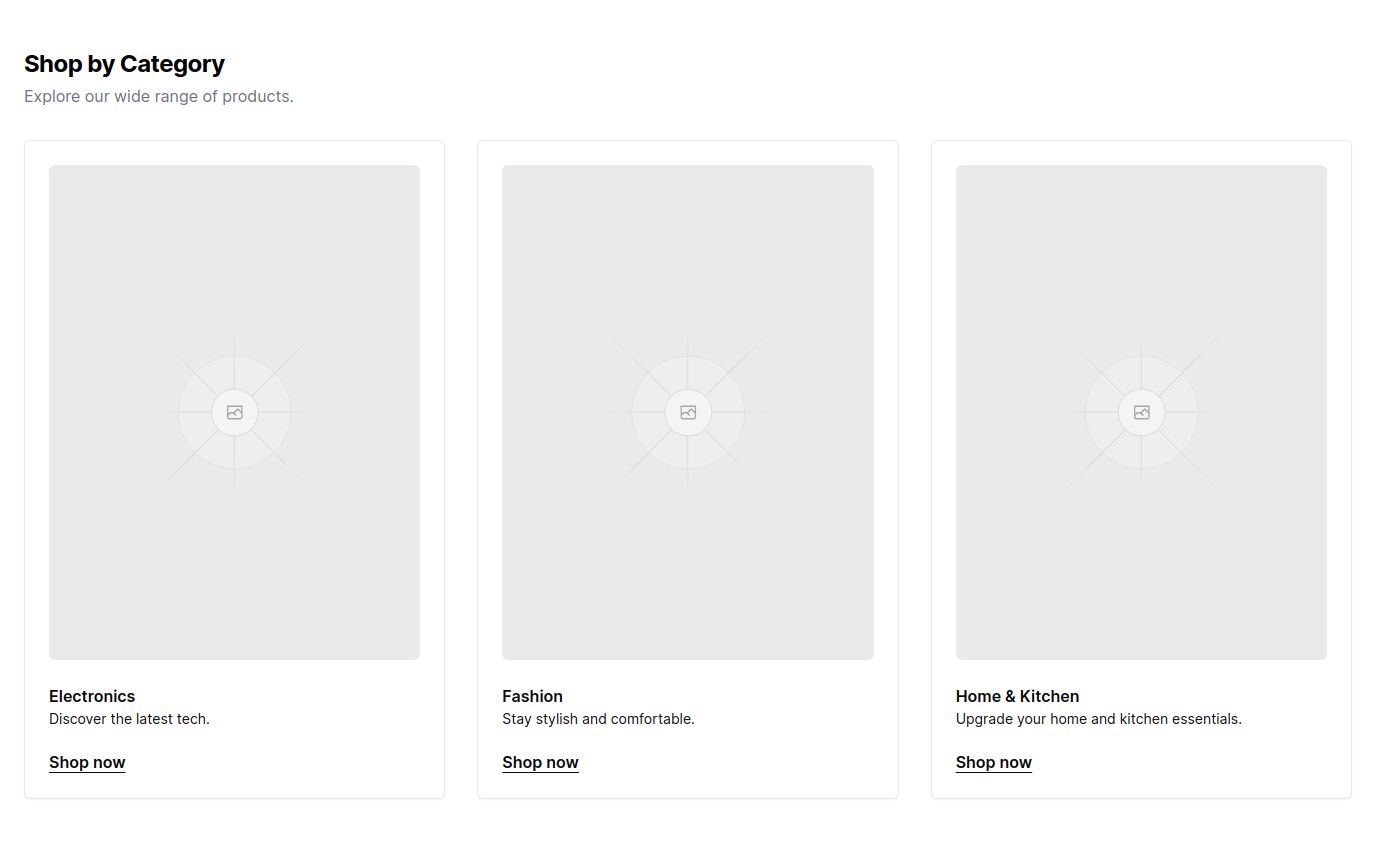 Shop by Category
Explore our wide range of products.
Electronics
Discover the latest tech.
Shop now
Fashion
Stay stylish and comfortable.
Shop now
Home & Kitchen
Upgrade your home and kitchen essentials.
Shop now